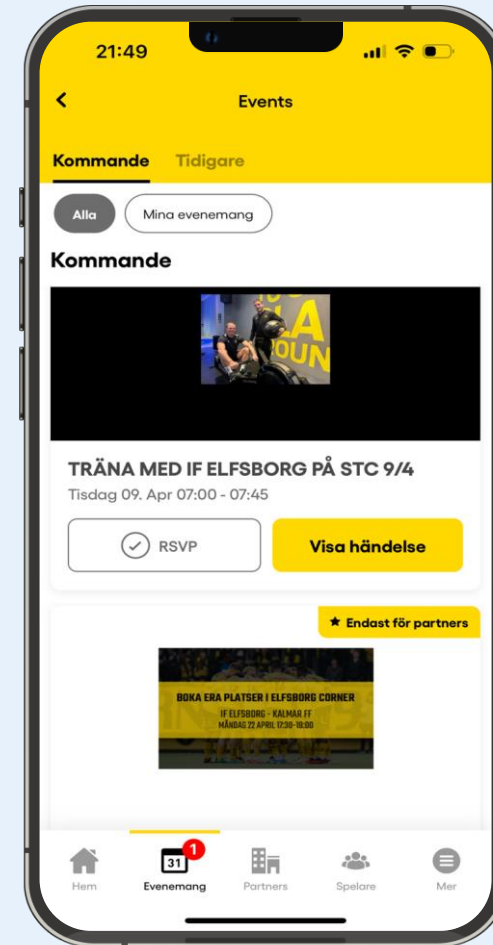 21:49
Events
Kommande
Tidigare
Alla
Mina evenemang
Kommande
LA
OUN
TRÄNA MED IF ELFSBORG PÅ STC 9/4
Tisdag 09. Apr 07:00 - 07:45
RSVP
Visa händelse
★ Endast för partners
BOKA ERA PLATSER I ELFSBORG CORNER
IF ELFSBORG - KALMAR FF
MÅNDAG 22 APRIL 17:30-19:00
1
31
Hem
Evenemang
Partners
Spelare
Mer